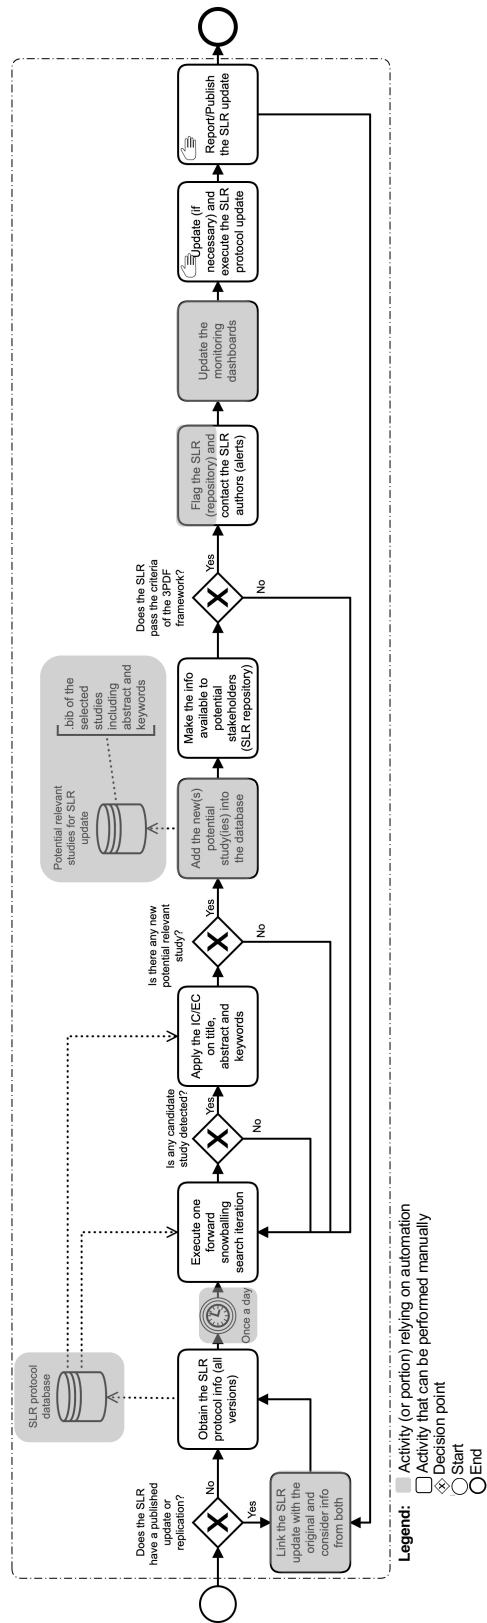 Does the SLR
have a published
update or
replication?
No
Yes
Link the SLR
update with the
original and
consider info
from both
SLR protocol
database
Obtain the SLR
protocol info (all
versions)
Once a day
Execute one
forward
snowballing
search iteration
Is any candidate
study detected?
Yes
No
Apply the IC/EC
on title,
abstract and
keywords
Is there any new
potential relevant
study?
Yes
No
Potential relevant
studies for SLR
update
.bib of the
selected
studies
including
abstract and
keywords
Add the new(s)
potential
study(ies) into
the database
Make the info
available to
potential
stakeholders
(SLR repository)
Does the SLR
pass the criteria
of the 3PDF
framework?
Yes
No
Flag the SLR
(repository) and
contact the SLR
authors (alerts)
Update the
monitoring
dashboards
Update (if
necessary) and
execute the SLR
protocol update
Report/Publish
the SLR update
Legend:
Activity (or portion) relying on automation
Activity that can be performed manually
Decision point
Start
End